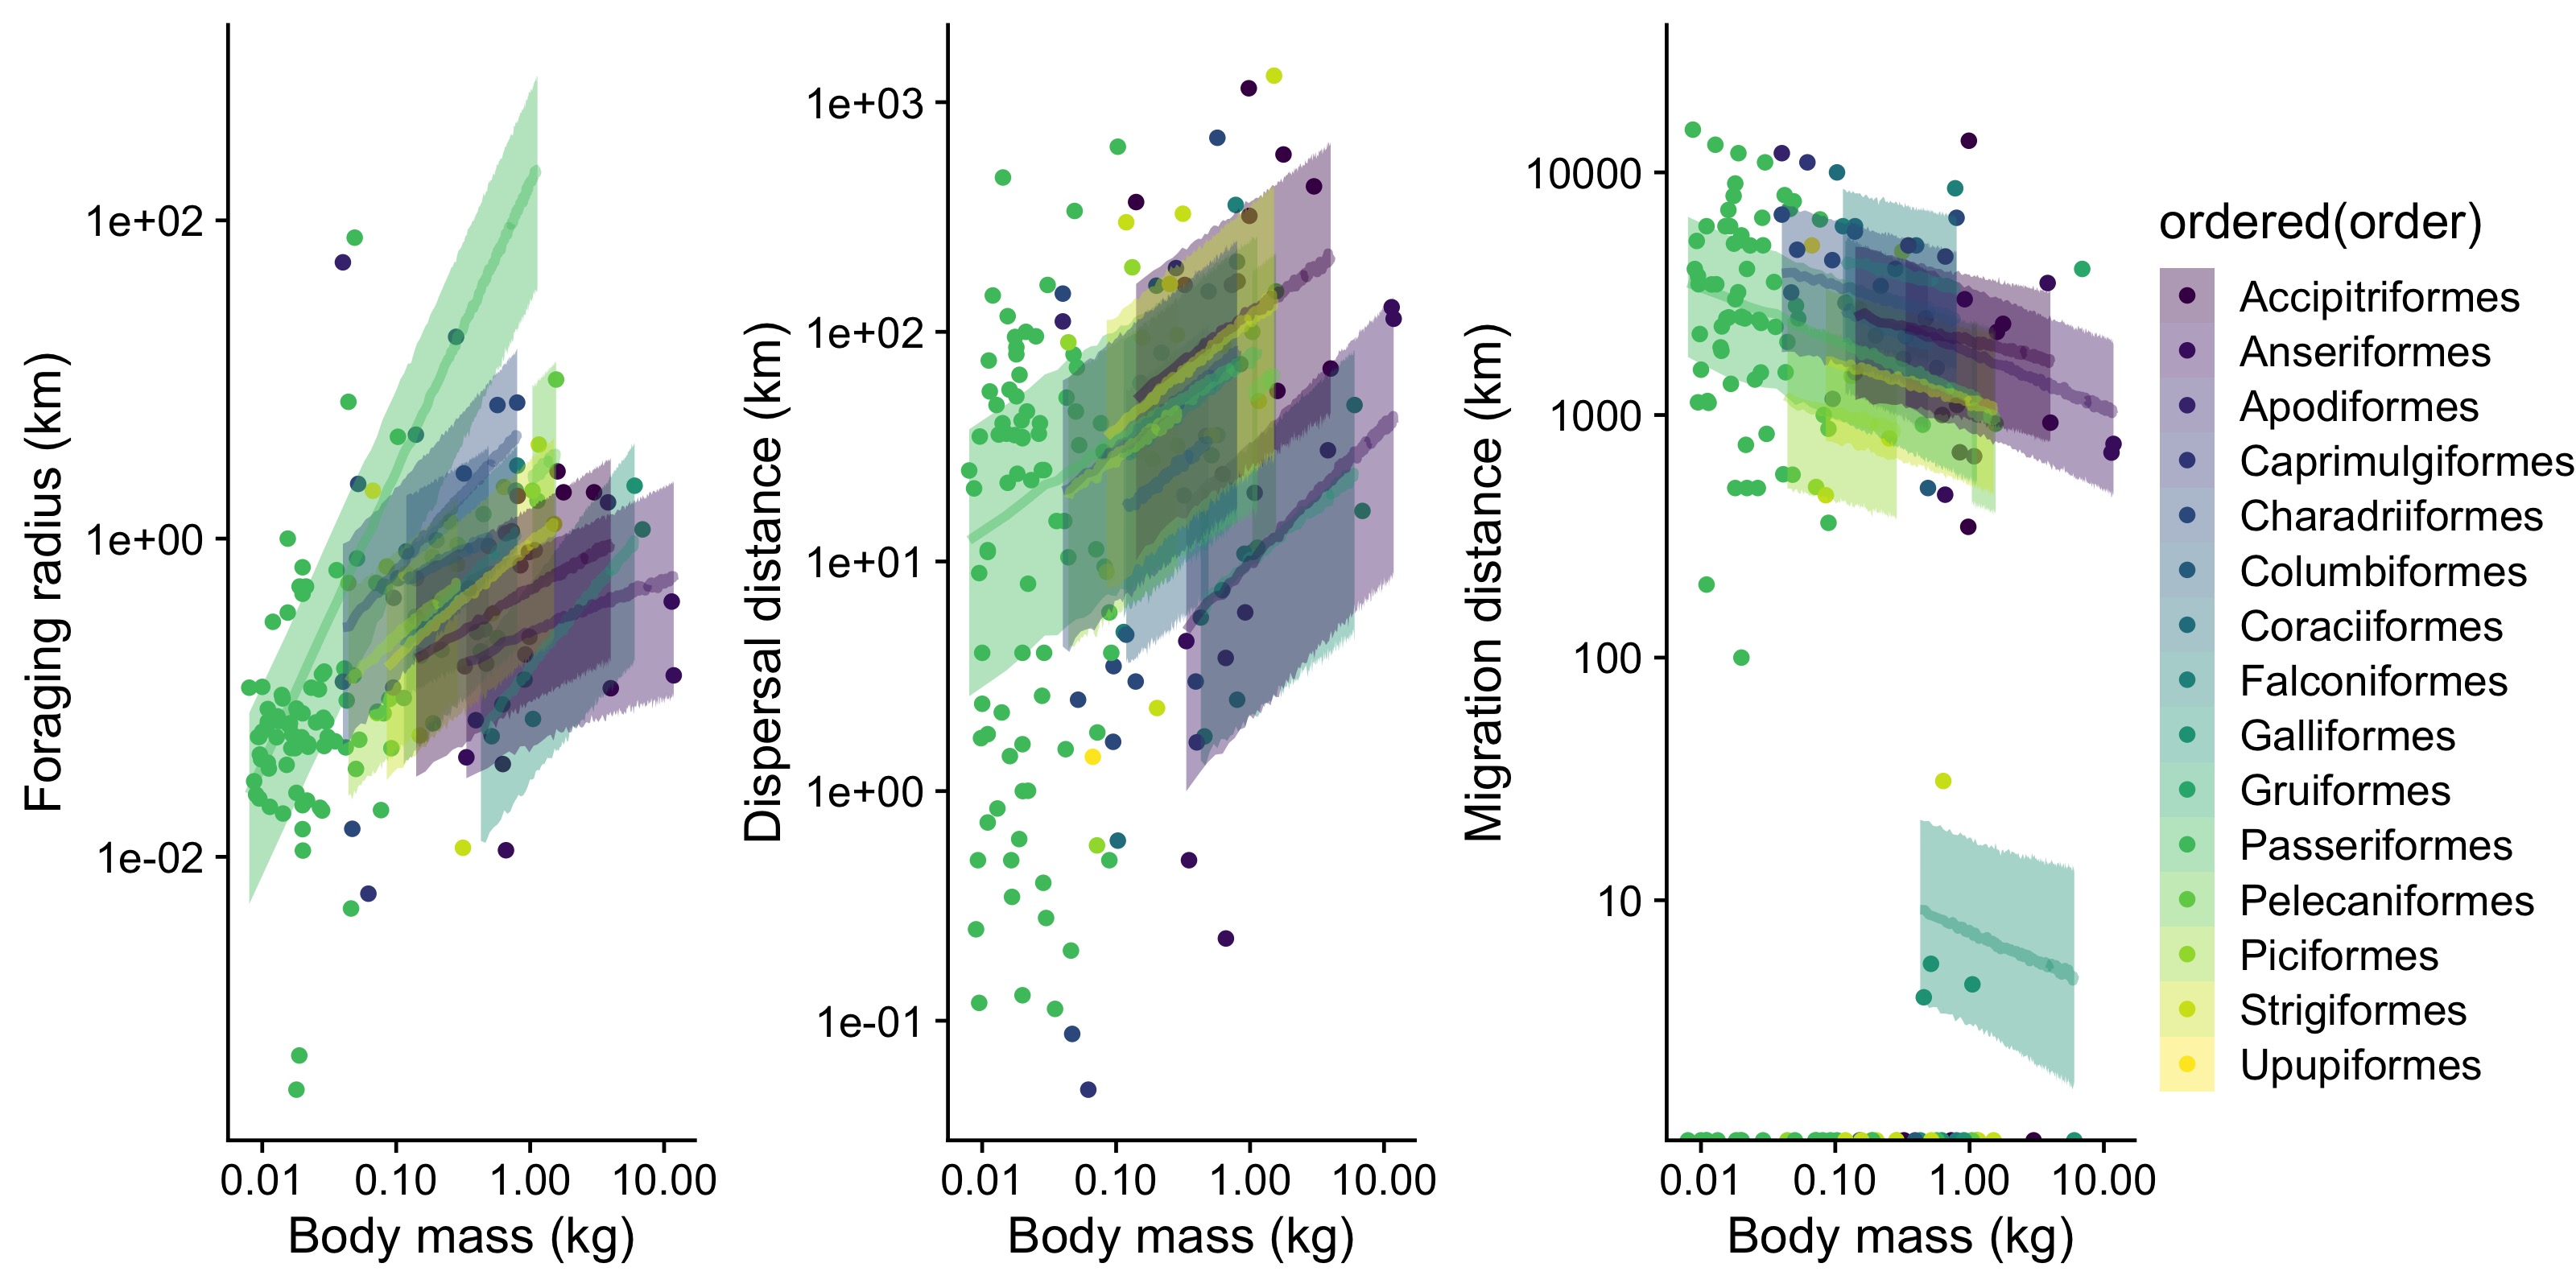 Foraging radius (km)
1e+02
1e+00
1e-02
0.01 0.10 1.00 10.00
Body mass (kg)
Dispersal distance (km)
1e+03
1e+02
1e+01
1e+00
1e-01
0.01 0.10 1.00 10.00
Body mass (kg)
Migration distance (km)
10000
1000
100
10
0.01 0.10 1.00 10.00
Body mass (kg)
ordered(order)
Accipitriformes
Anseriformes
Apodiformes
Caprimulgiformes
Charadriiformes
Columbiformes
Coraciiformes
Falconiformes
Galliformes
Gruiformes
Passeriformes
Pelecaniformes
Piciformes
Strigiformes
Upupiformes